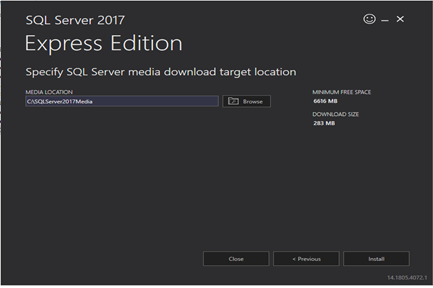 SQL Server 2017
Express Edition
Specify SQL Server media download target location
MEDIA LOCATION
C:\SQLServer2017Media
Browse
MINIMUM FREE SPACE
6616 MB
DOWNLOAD SIZE
283 MB
Close
< Previous
Install
14.1805.4072.1